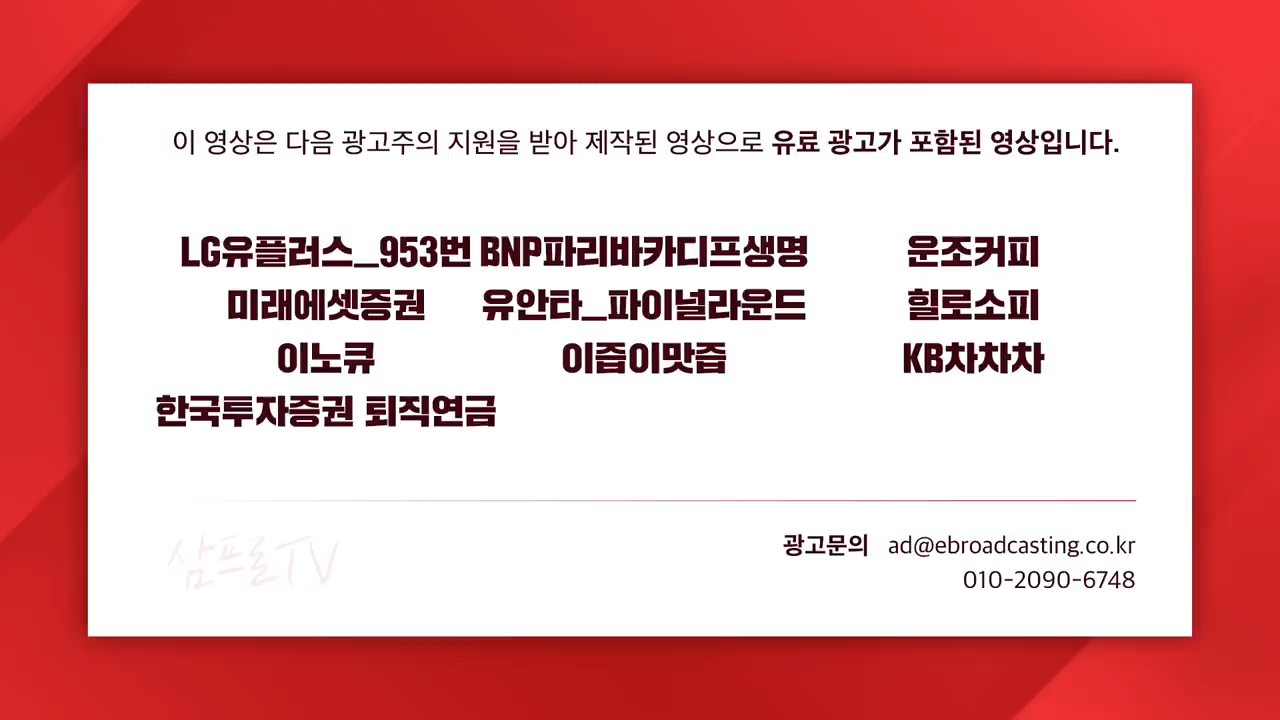 이 영상은 다음 광고주의 지원을 받아 제작된 영상으로 유료 광고가 포함된 영상입니다.
LG유플러스_953번 BNP파리바카디프생명 운조커피
미래에셋증권 유안타_파이널라운드 힐로소피
이노큐 이즙이맛즙 KB차차차
한국투자증권 퇴직연금
삼프로TV
광고문의 ad@ebroadcasting.co.kr
010-2090-6748